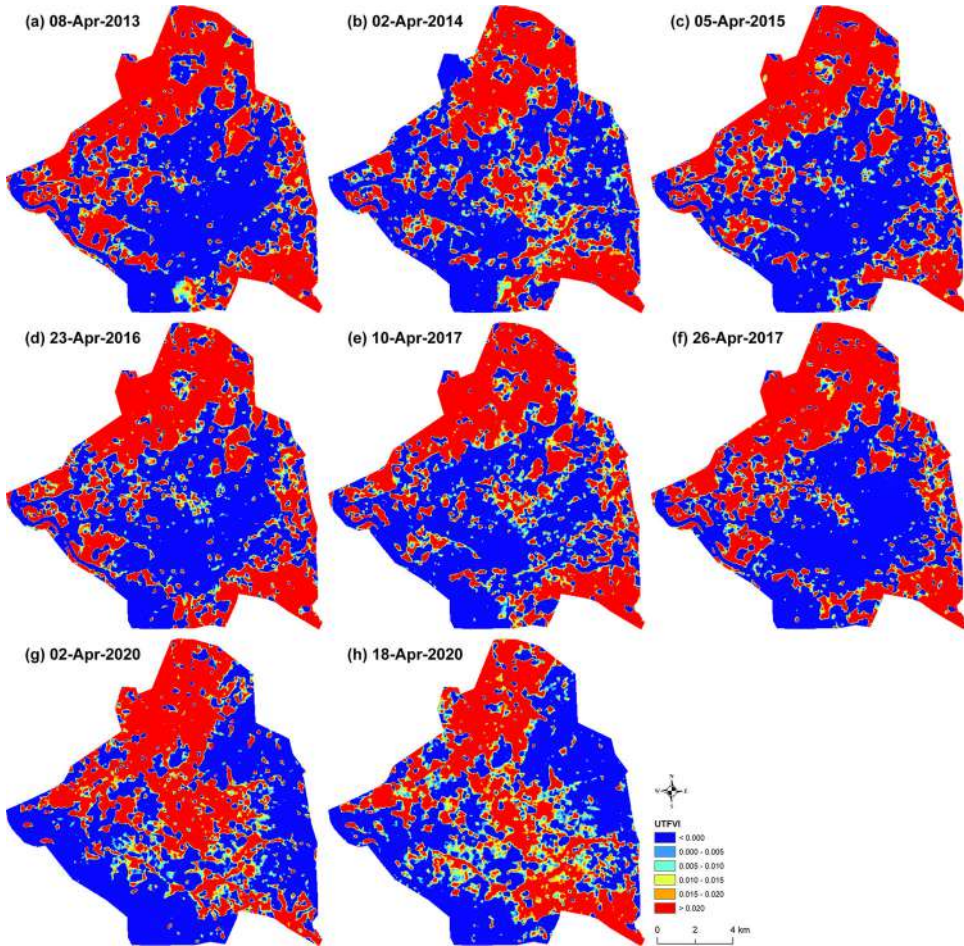 (a) 08-Apr-2013
(b) 02-Apr-2014
(c) 05-Apr-2015
(d) 23-Apr-2016
(e) 10-Apr-2017
(f) 26-Apr-2017
(g) 02-Apr-2020
(h) 18-Apr-2020
N
W E
S
UTFVI
< 0.000
0.000 - 0.005
0.005 - 0.010
0.010 - 0.015
0.015 - 0.020
> 0.020
0 2 4 km